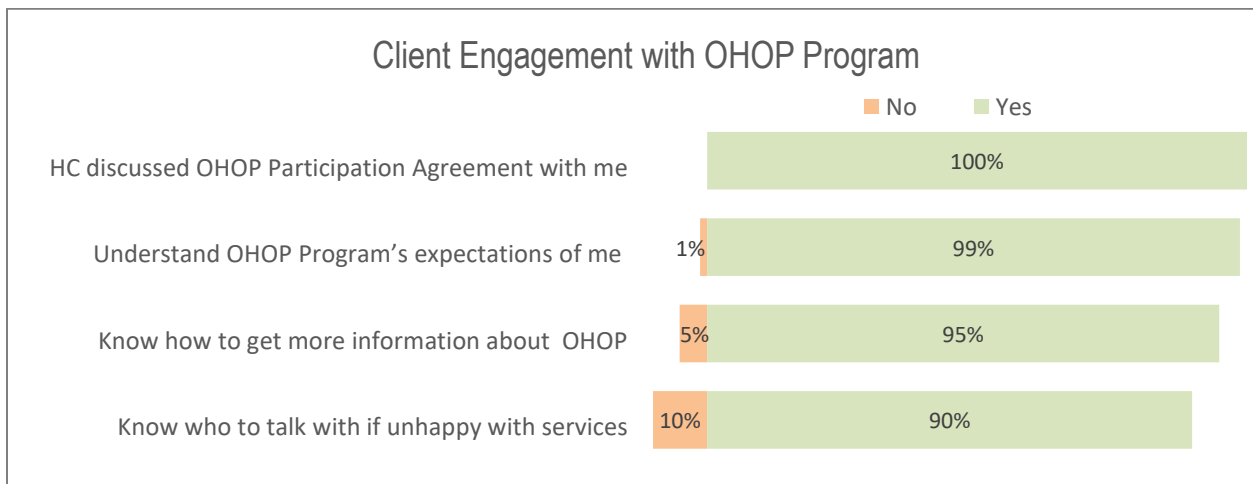 Client Engagement with OHOP Program
No Yes
HC discussed OHOP Participation Agreement with me 100%
Understand OHOP Program’s expectations of me 1% 99%
Know how to get more information about OHOP 5% 95%
Know who to talk with if unhappy with services 10% 90%